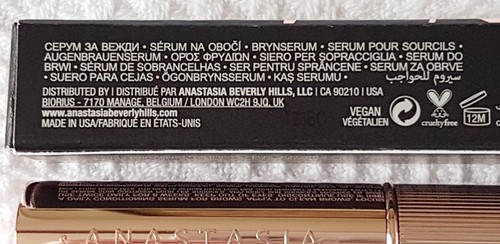 СЕРУМ ЗА ВЕЖДИ • SÉRUM NA OBOČÍ • BRYNSERUM • SERUM POUR SOURCILS •
AUGENBRAUENSERUM • ΟΡΟΣ ΦΡΥΔΙΩΝ • SIERO PER SOPRACCIGLIA • SERUM DO
BRWI • SÉRUM DE SOBRANCELHAS • SER PENTRU SPRÂNCENE • SERUM ZA OBRVE
• SUERO PARA CEJAS • ÖGONBRYNSSERUM • KAŞ SERUMU • سيروم للحواجب
DISTRIBUTED BY | DISTRIBUÉ PAR ANASTASIA BEVERLY HILLS, LLC | CA 90210 | USA
BIORIUS - 7170 MANAGE, BELGIUM / LONDON WC2H 9JQ, UK
www.anastasiabeverlyhills.com
MADE IN USA/FABRIQUÉ EN ÉTATS-UNIS
VEGAN
VÉGÉTALIEN
crueltyfree
12M
ANASTASIA